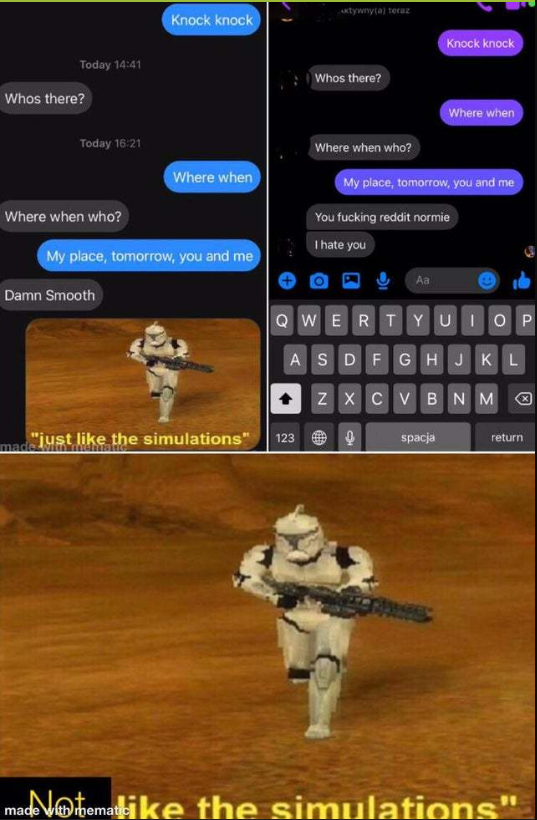 Knock knock
Today 14:41
Whos there?
Today 16:21
Where when
Where when who?
My place, tomorrow, you and me
Damn Smooth
"just like the simulations"
made with mematic
teraz
Knock knock
Whos there?
Where when
Where when who?
My place, tomorrow, you and me
You fucking reddit normie
I hate you
Aa
Q W E R T Y U I O P
A S D F G H J K L
Z X C V B N M
123 spacja return
Not like the simulations"
made with mematic